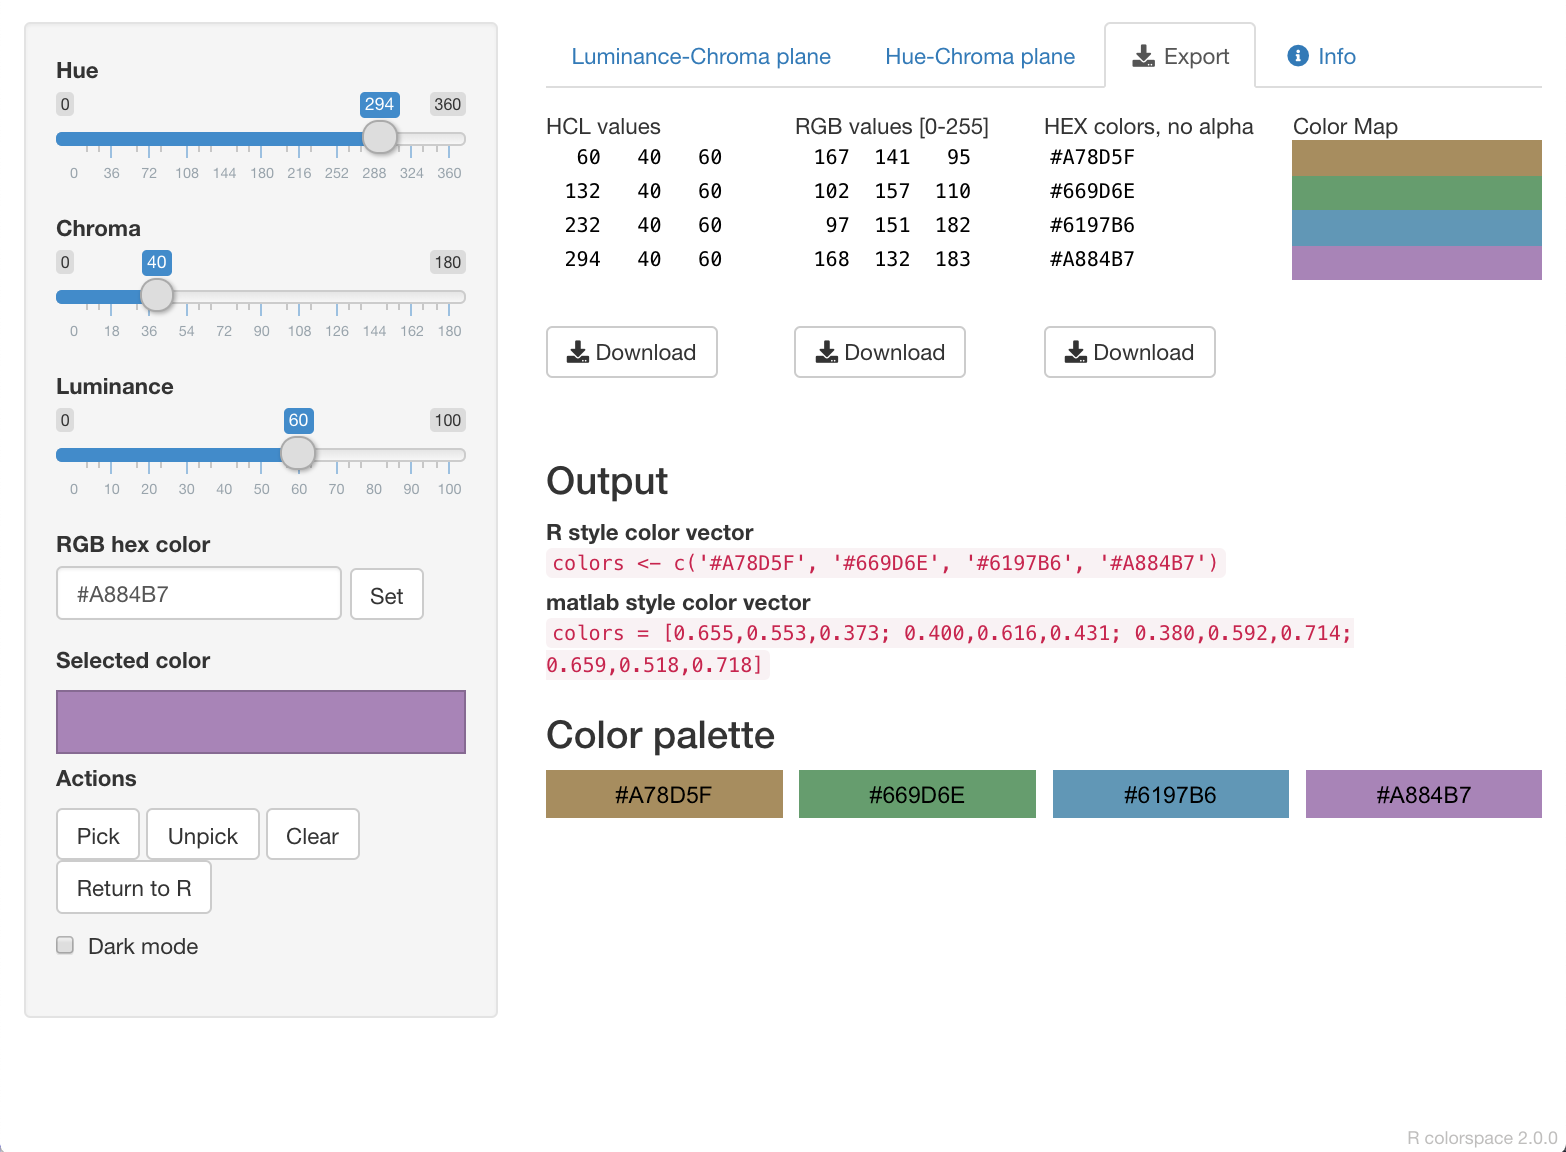 Hue
0 294 360
0 36 72 108 144 180 216 252 288 324 360
Chroma
0 40 180
0 18 36 54 72 90 108 126 144 162 180
Luminance
0 60 100
0 10 20 30 40 50 60 70 80 90 100
RGB hex color
#A884B7 Set
Selected color
Actions
Pick Unpick Clear
Return to R
Dark mode
Luminance-Chroma plane Hue-Chroma plane Export Info
HCL values RGB values [0-255] HEX colors, no alpha Color Map
60 40 60 167 141 95 #A78D5F
132 40 60 102 157 110 #669D6E
232 40 60 97 151 182 #6197B6
294 40 60 168 132 183 #A884B7
Download Download Download
Output
R style color vector
colors <- c('#A78D5F', '#669D6E', '#6197B6', '#A884B7')
matlab style color vector
colors = [0.655,0.553,0.373; 0.400,0.616,0.431; 0.380,0.592,0.714;
0.659,0.518,0.718]
Color palette
#A78D5F #669D6E #6197B6 #A884B7
R colorspace 2.0.0